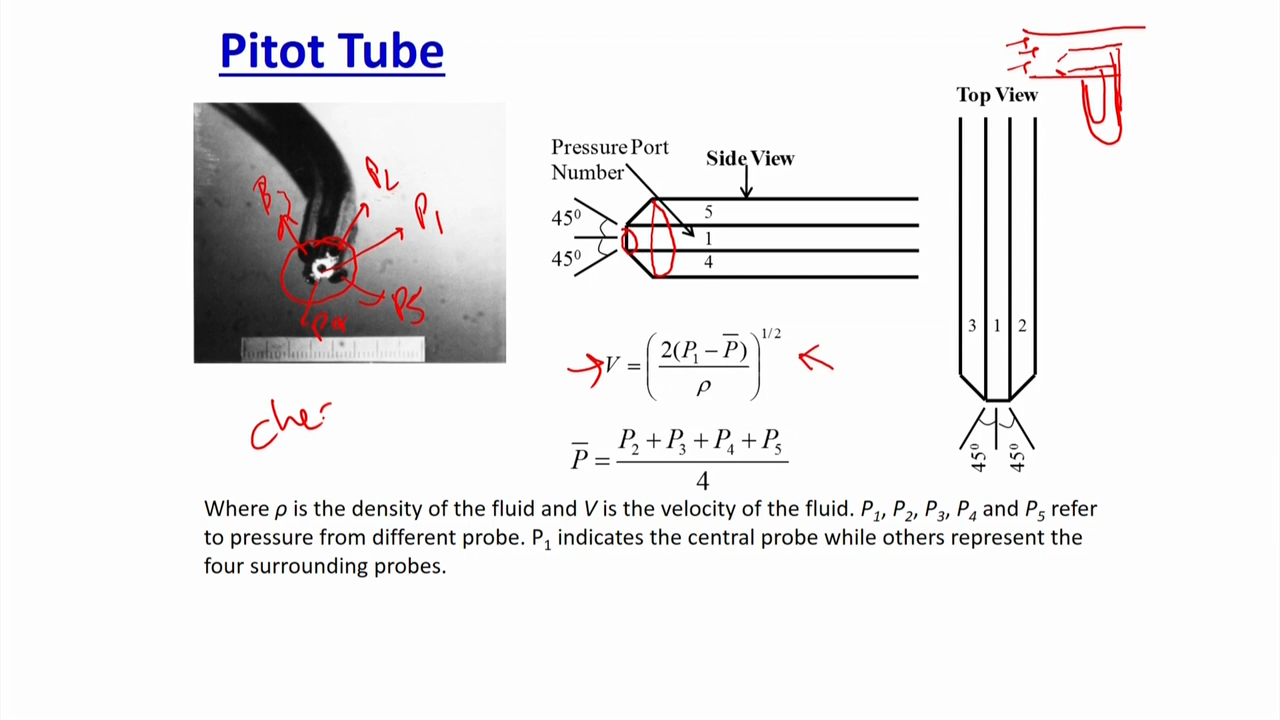 Pitot Tube
Top View
Pressure Port
Number
Side View
45⁰
45⁰
5
1
4
P2
P1
P5
3 1 2
V = (2(P₁ − P̅) / ρ)^1/2
P̅ = (P₂ + P₃ + P₄ + P₅) / 4
45⁰ 45⁰
Where ρ is the density of the fluid and V is the velocity of the fluid. P₁, P₂, P₃, P₄ and P₅ refer
to pressure from different probe. P₁ indicates the central probe while others represent the
four surrounding probes.